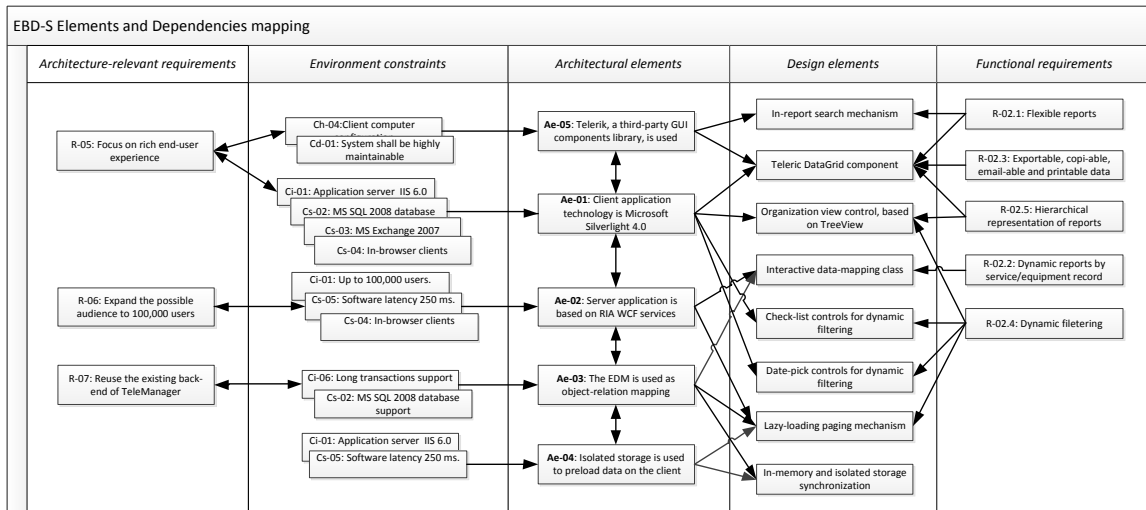 EBD-S Elements and Dependencies mapping
Architecture-relevant requirements
Environment constraints
Architectural elements
Design elements
Functional requirements
R-05: Focus on rich end-user
experience
R-06: Expand the possible
audience to 100,000 users
R-07: Reuse the existing back-
end of TeleManager
Ch-04:Client computer
Cd-01: System shall be highly
maintainable
Ci-01: Application server IIS 6.0
Cs-02: MS SQL 2008 database
Cs-03: MS Exchange 2007
Cs-04: In-browser clients
Ci-01: Up to 100,000 users.
Cs-05: Software latency 250 ms.
Cs-04: In-browser clients
Ci-06: Long transactions support
Cs-02: MS SQL 2008 database
support
Ci-01: Application server IIS 6.0
Cs-05: Software latency 250 ms.
Ae-05: Telerik, a third-party GUI
components library, is used
Ae-01: Client application
technology is Microsoft
Silverlight 4.0
Ae-02: Server application is
based on RIA WCF services
Ae-03: The EDM is used as
object-relation mapping
Ae-04: Isolated storage is used
to preload data on the client
In-report search mechanism
Teleric DataGrid component
Organization view control, based
on TreeView
Interactive data-mapping class
Check-list controls for dynamic
filtering
Date-pick controls for dynamic
filtering
Lazy-loading paging mechanism
In-memory and isolated storage
synchronization
R-02.1: Flexible reports
R-02.3: Exportable, copi-able,
email-able and printable data
R-02.5: Hierarchical
representation of reports
R-02.2: Dynamic reports by
service/equipment record
R-02.4: Dynamic filetering